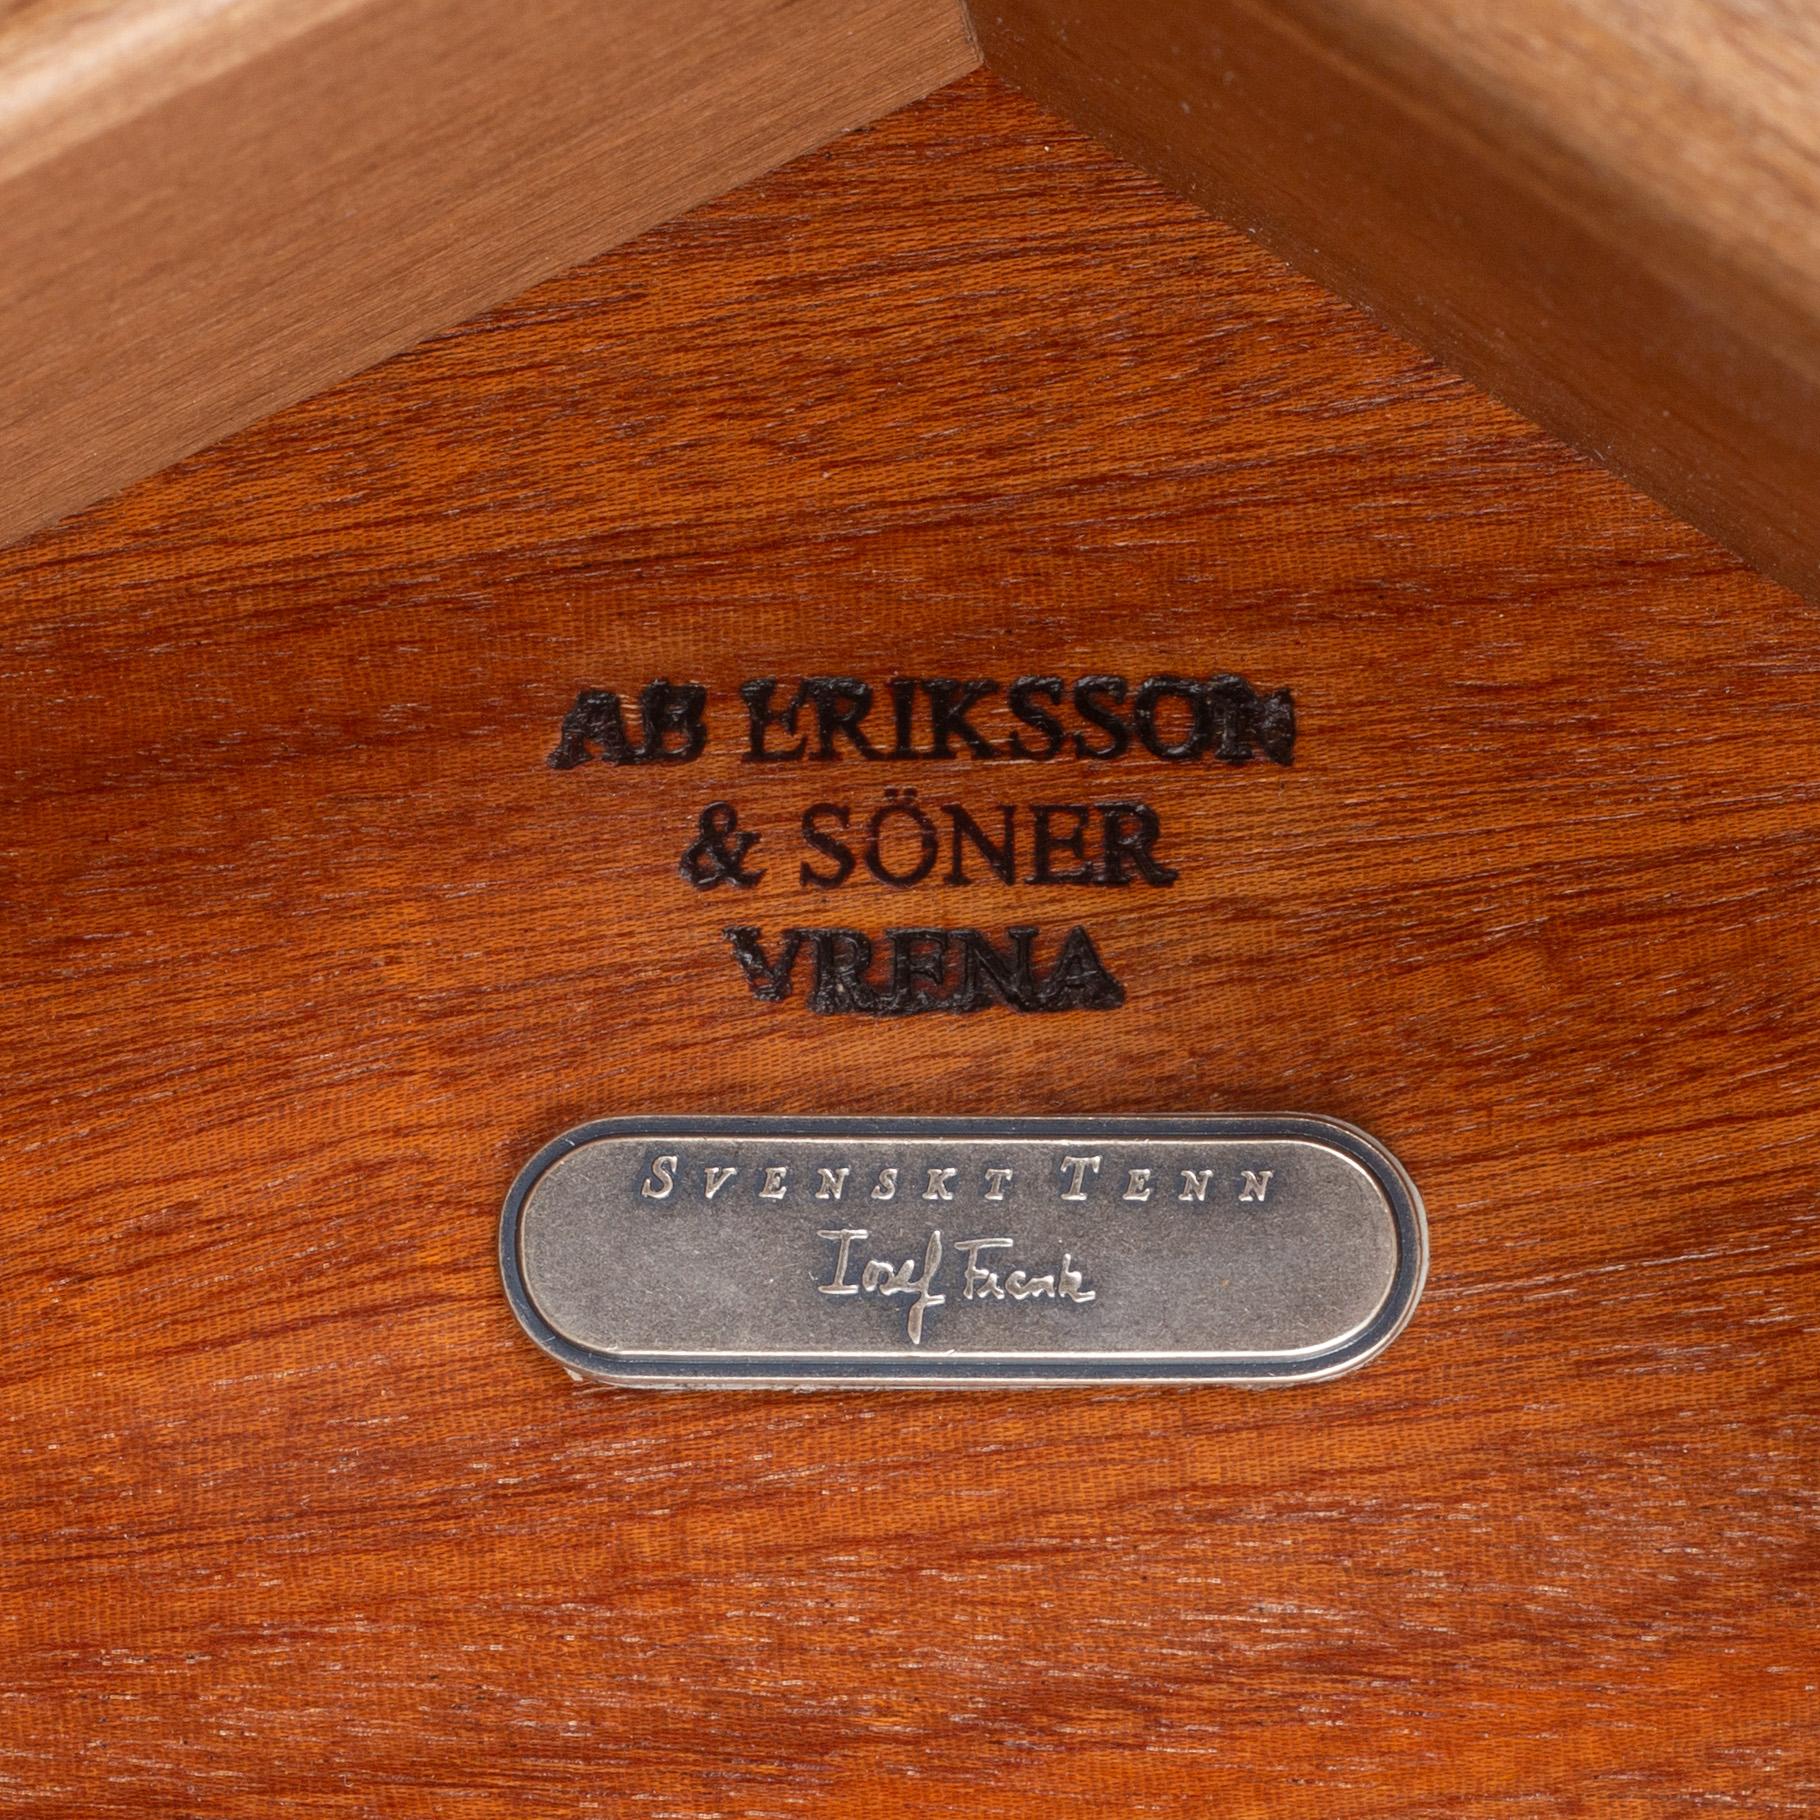 AB ERIKSSON
& SÖNER
VRENA
SVENSKT TENN
Josef Frank